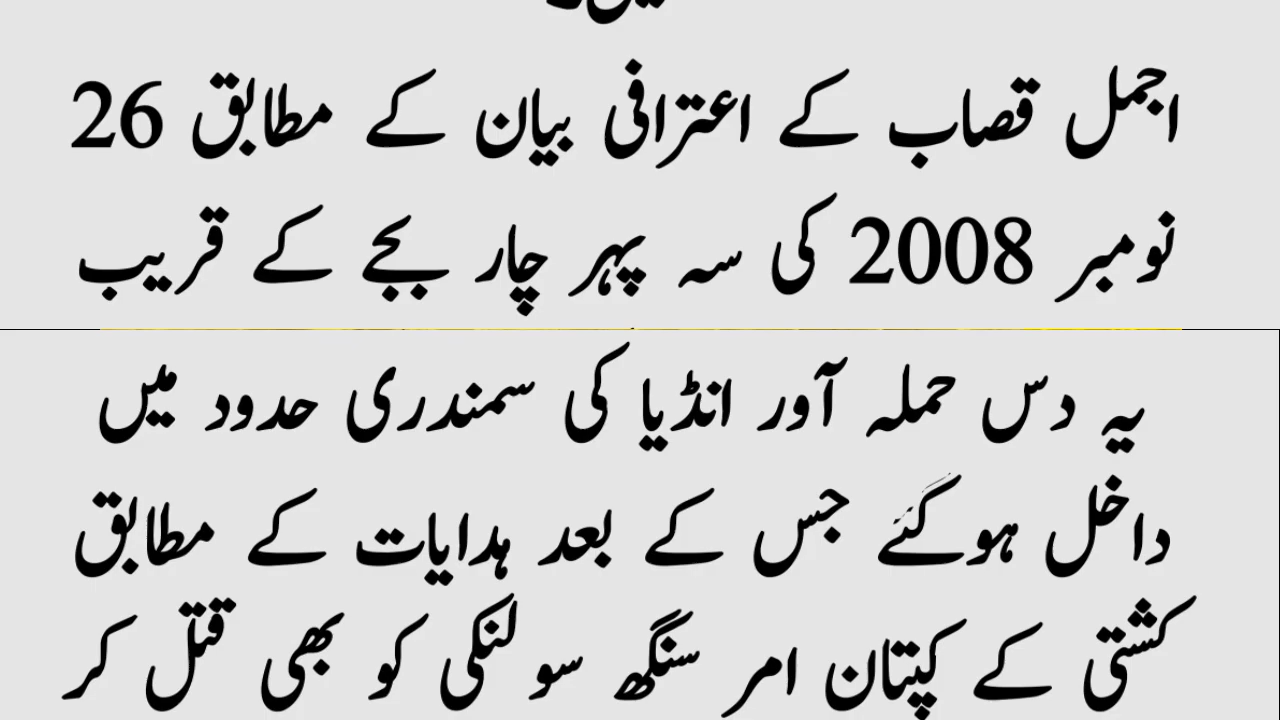 اجمل قصاب کے اعترافی بیان کے مطابق 26
نومبر 2008 کی سہ پہر چار بجے کے قریب
یہ دس حملہ آور انڈیا کی سمندری حدود میں
داخل ہوگئے جس کے بعد ہدایات کے مطابق
کشتی کے کپتان امر سنگھ سولنکی کو بھی قتل کر